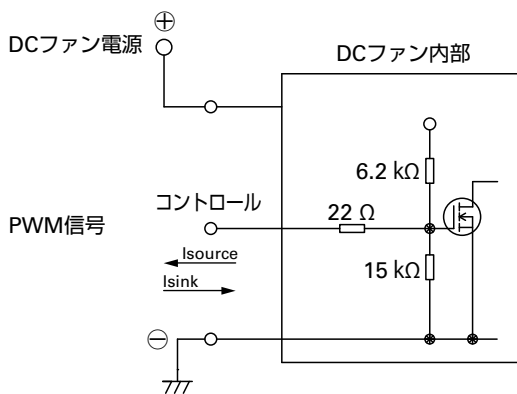 ⊕
DCファン電源
DCファン内部
6.2 kΩ
コントロール
22 Ω
PWM信号
Isource
Isink
15 kΩ
⊖